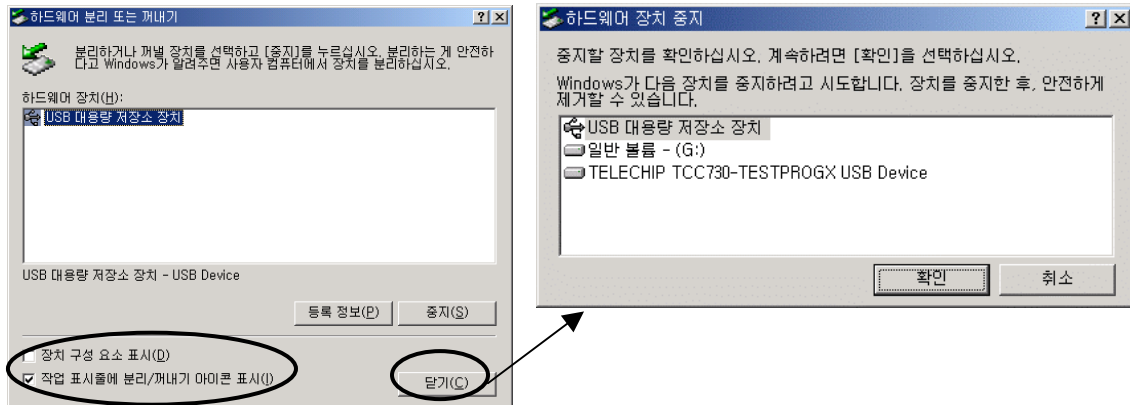 하드웨어 분리 또는 꺼내기
분리하거나 꺼낼 장치를 선택하고 [중지]를 누르십시오. 분리하는 게 안전하
다고 Windows가 알려주면 사용자 컴퓨터에서 장치를 분리하십시오.
하드웨어 장치(H):
USB 대용량 저장소 장치
USB 대용량 저장소 장치 - USB Device
등록 정보(P)
중지(S)
장치 구성 요소 표시(D)
작업 표시줄에 분리/꺼내기 아이콘 표시(I)
닫기(C)
하드웨어 장치 중지
중지할 장치를 확인하십시오. 계속하려면 [확인]을 선택하십시오.
Windows가 다음 장치를 중지하려고 시도합니다. 장치를 중지한 후, 안전하게
제거할 수 있습니다.
USB 대용량 저장소 장치
일반 볼륨 - (G:)
TELECHIP TCC730-TESTPROGX USB Device
확인
취소